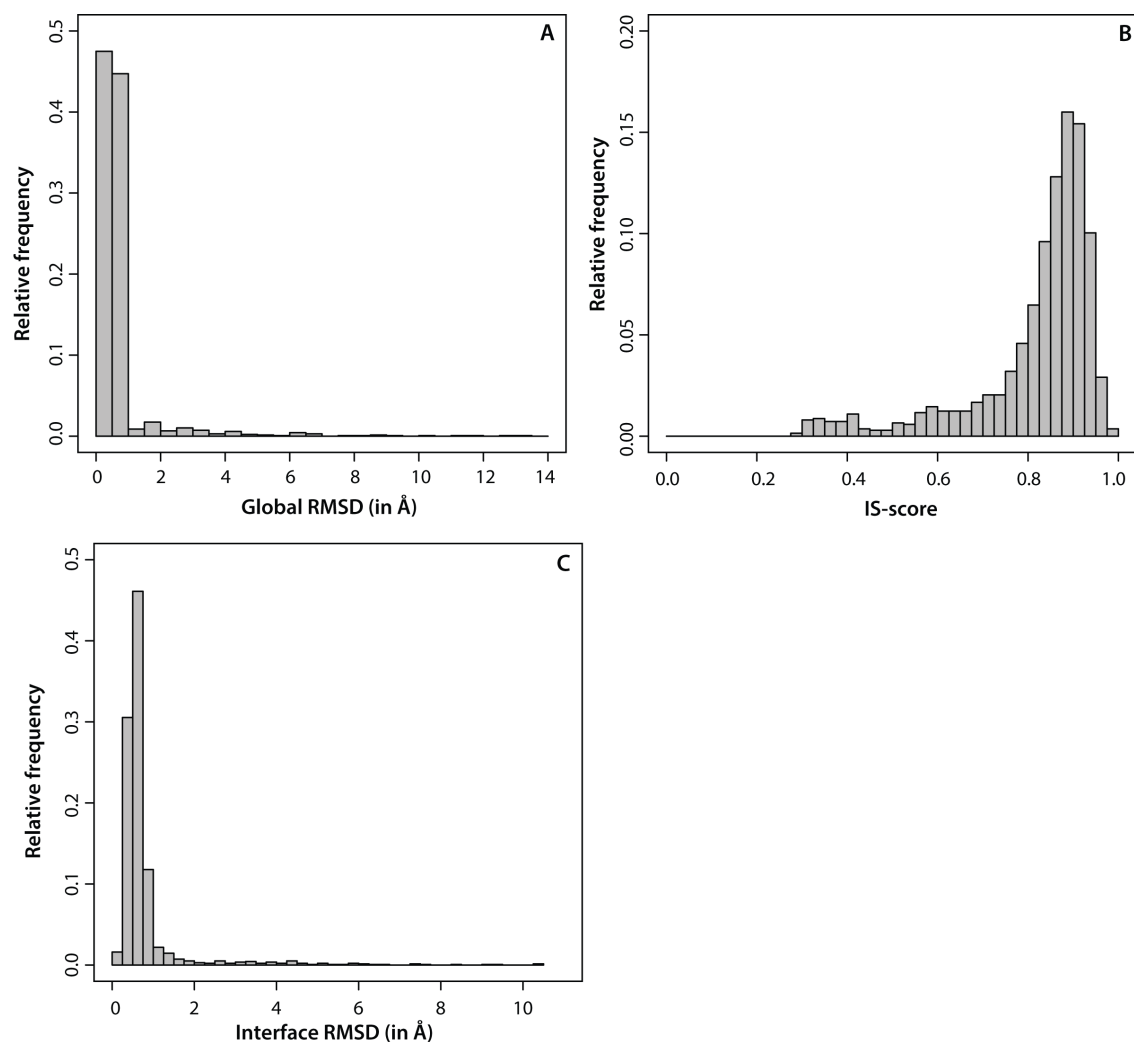 A
Relative frequency
0.5
0.4
0.3
0.2
0.1
0.0
0 2 4 6 8 10 12 14
Global RMSD (in Å)
B
Relative frequency
0.20
0.15
0.10
0.05
0.00
0.0 0.2 0.4 0.6 0.8 1.0
IS-score
C
Relative frequency
0.5
0.4
0.3
0.2
0.1
0.0
0 2 4 6 8 10
Interface RMSD (in Å)